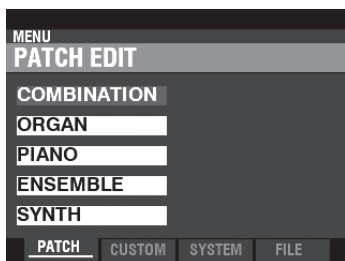 MENU
PATCH EDIT
COMBINATION
ORGAN
PIANO
ENSEMBLE
SYNTH
PATCH CUSTOM SYSTEM FILE